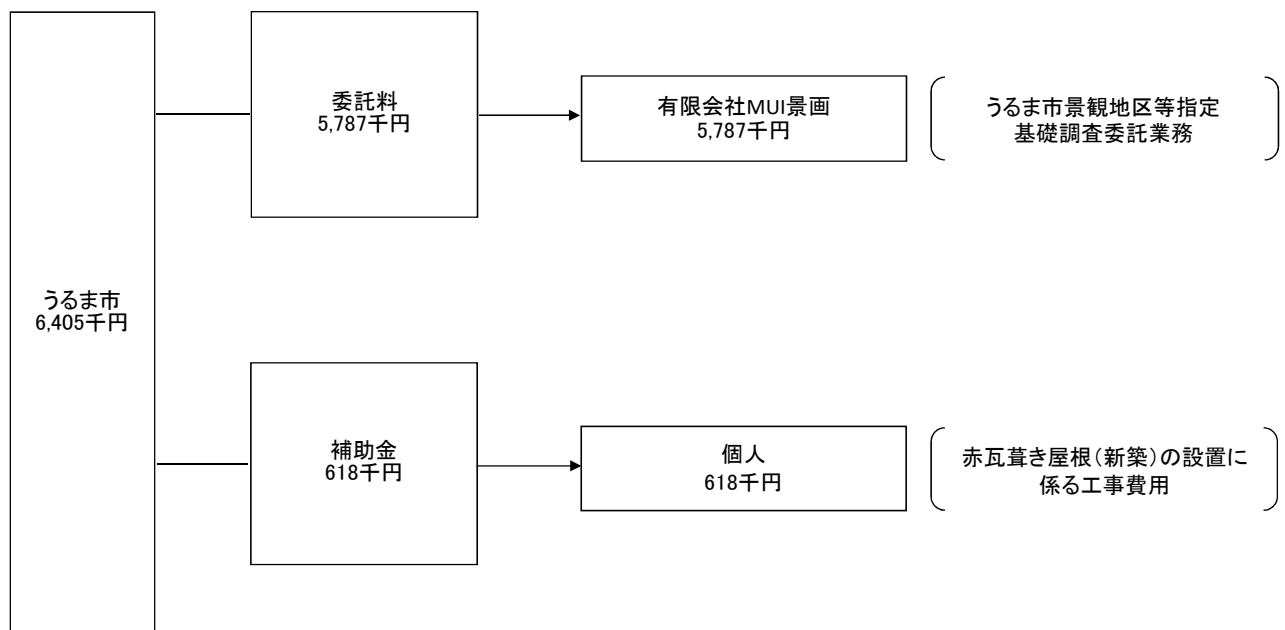 うるま市
6,405千円
委託料
5,787千円
有限会社MUI景画
5,787千円
うるま市景観地区等指定
基礎調査委託業務
補助金
618千円
個人
618千円
赤瓦葺き屋根(新築)の設置に
係る工事費用